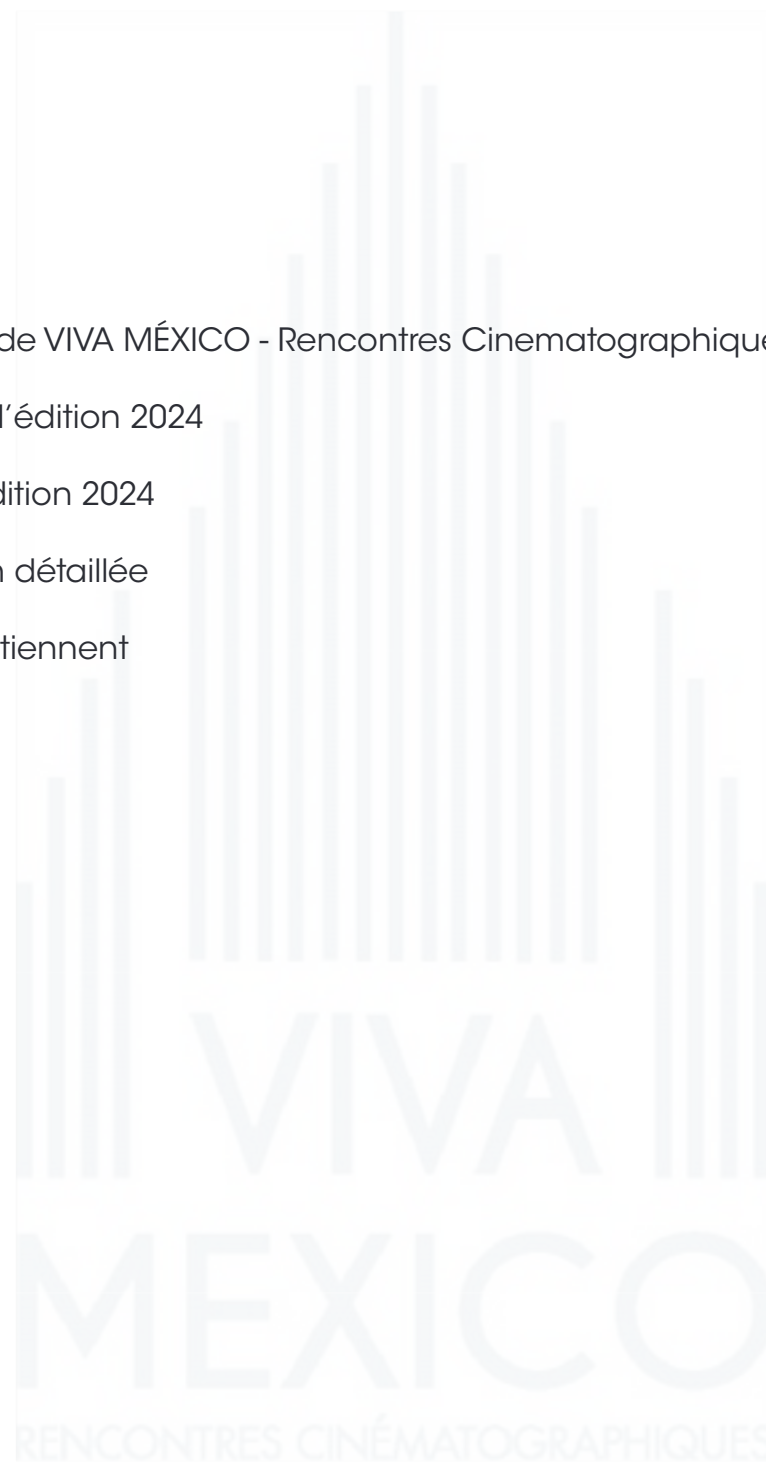 de VIVA MÉXICO - Rencontres Cinematographique
l’édition 2024
dition 2024
n détaillée
tiennent
VIVA
MEXICO
RENCONTRES CINÉMATOGRAPHIQUES